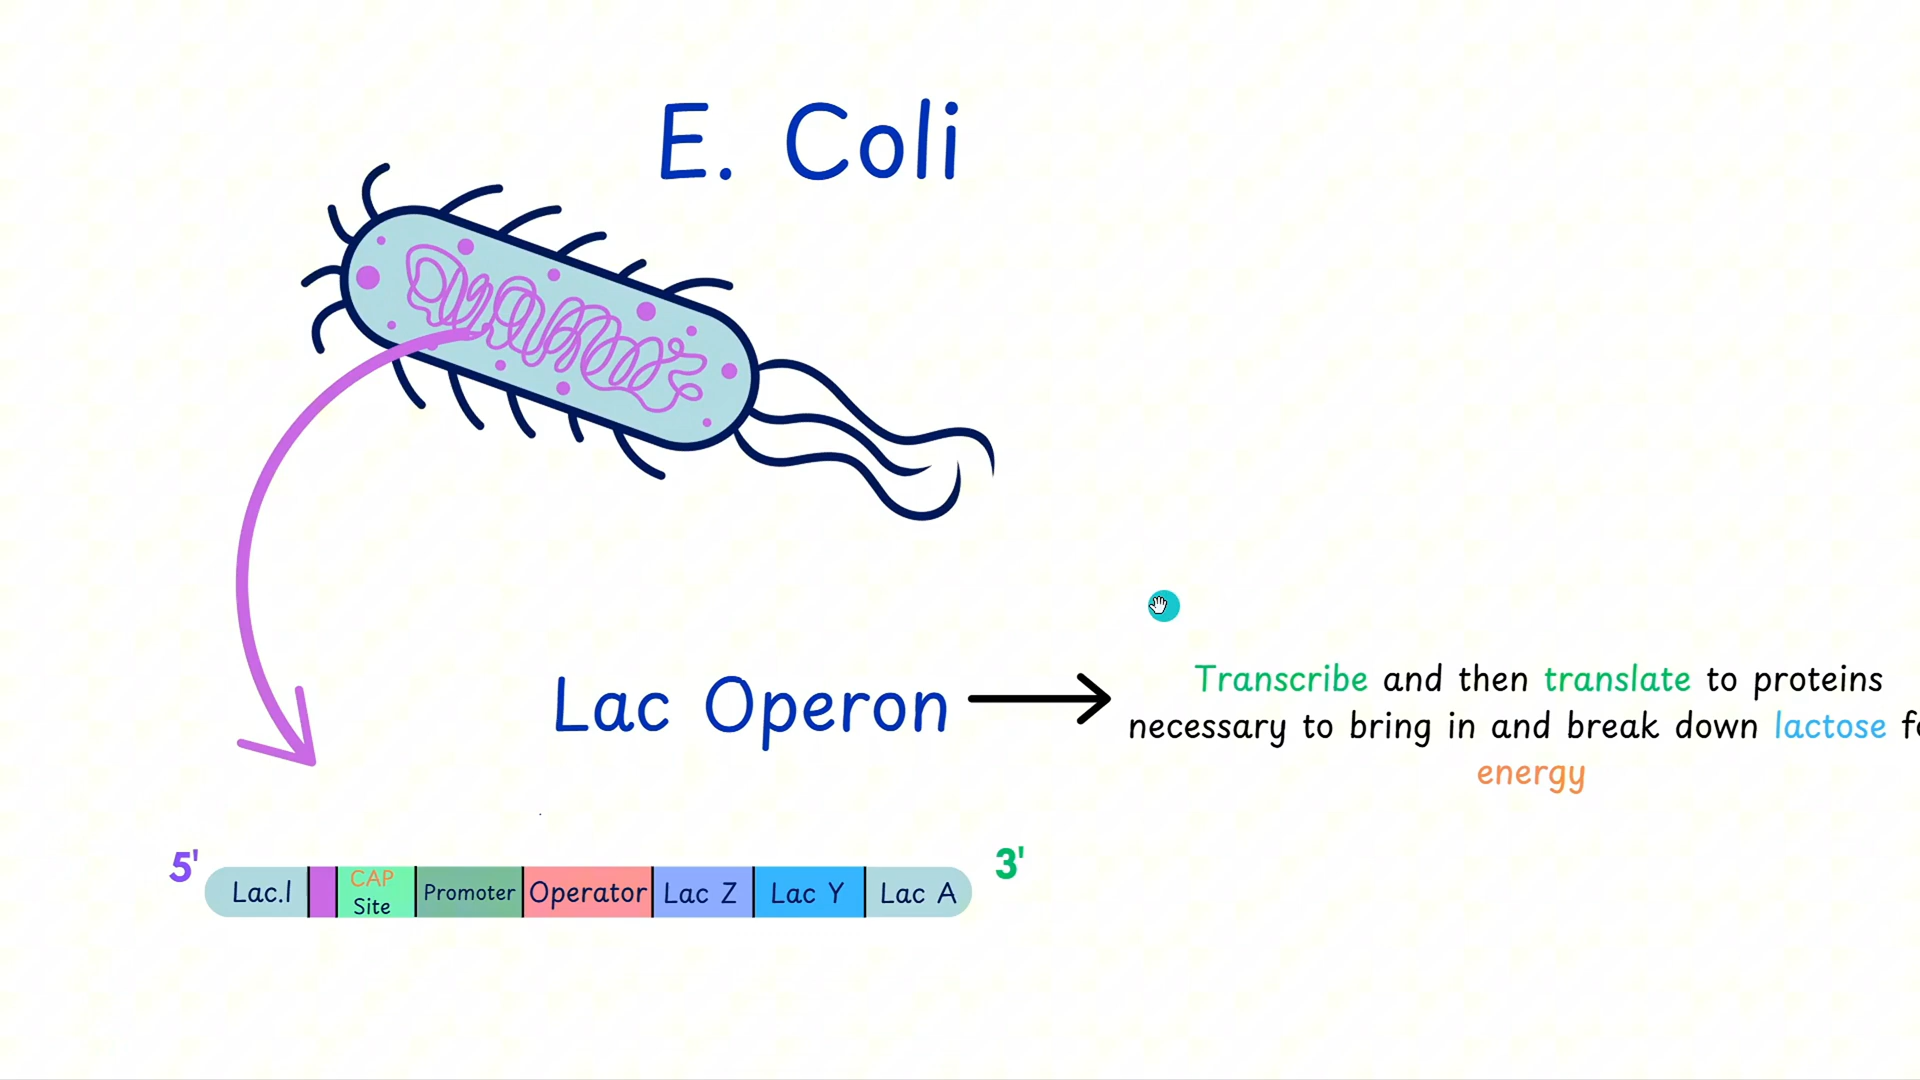 E. Coli
Lac Operon
Transcribe and then translate to proteins
necessary to bring in and break down lactose
energy
5'
Lac.I
CAP
Site
Promoter
Operator
Lac Z
Lac Y
Lac A
3'